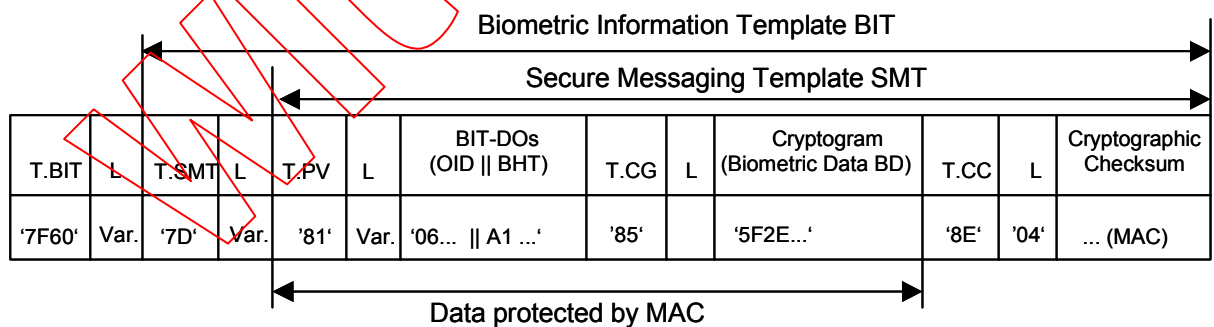 Biometric Information Template BIT
Secure Messaging Template SMT
T.BIT L T.SMT L T.PV L BIT-DOs (OID || BHT) T.CG L Cryptogram (Biometric Data BD) T.CC L Cryptographic Checksum
‘7F60‘ Var. ‘7D‘ Var. ’81‘ Var. ‘06... || A1 ...‘ ’85‘ ‘5F2E...‘ ‘8E‘ ’04‘ ... (MAC)
Data protected by MAC